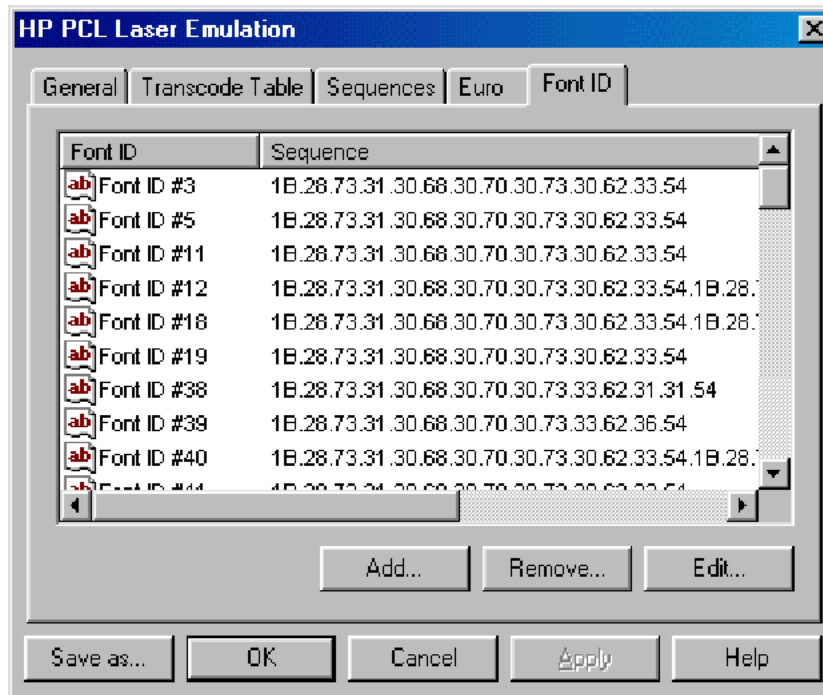 HP PCL Laser Emulation
General Transcode Table Sequences Euro Font ID
Font ID Sequence
ab Font ID #3 1B.28.73.31.30.68.30.70.30.73.30.62.33.54
ab Font ID #5 1B.28.73.31.30.68.30.70.30.73.30.62.33.54
ab Font ID #11 1B.28.73.31.30.68.30.70.30.73.30.62.33.54
ab Font ID #12 1B.28.73.31.30.68.30.70.30.73.30.62.33.54.1B.28.
ab Font ID #18 1B.28.73.31.30.68.30.70.30.73.30.62.33.54.1B.28.
ab Font ID #19 1B.28.73.31.30.68.30.70.30.73.30.62.33.54
ab Font ID #38 1B.28.73.31.30.68.30.70.30.73.33.62.31.31.54
ab Font ID #39 1B.28.73.31.30.68.30.70.30.73.33.62.36.54
ab Font ID #40 1B.28.73.31.30.68.30.70.30.73.30.62.33.54.1B.28.
Add... Remove... Edit...
Save as... OK Cancel Apply Help